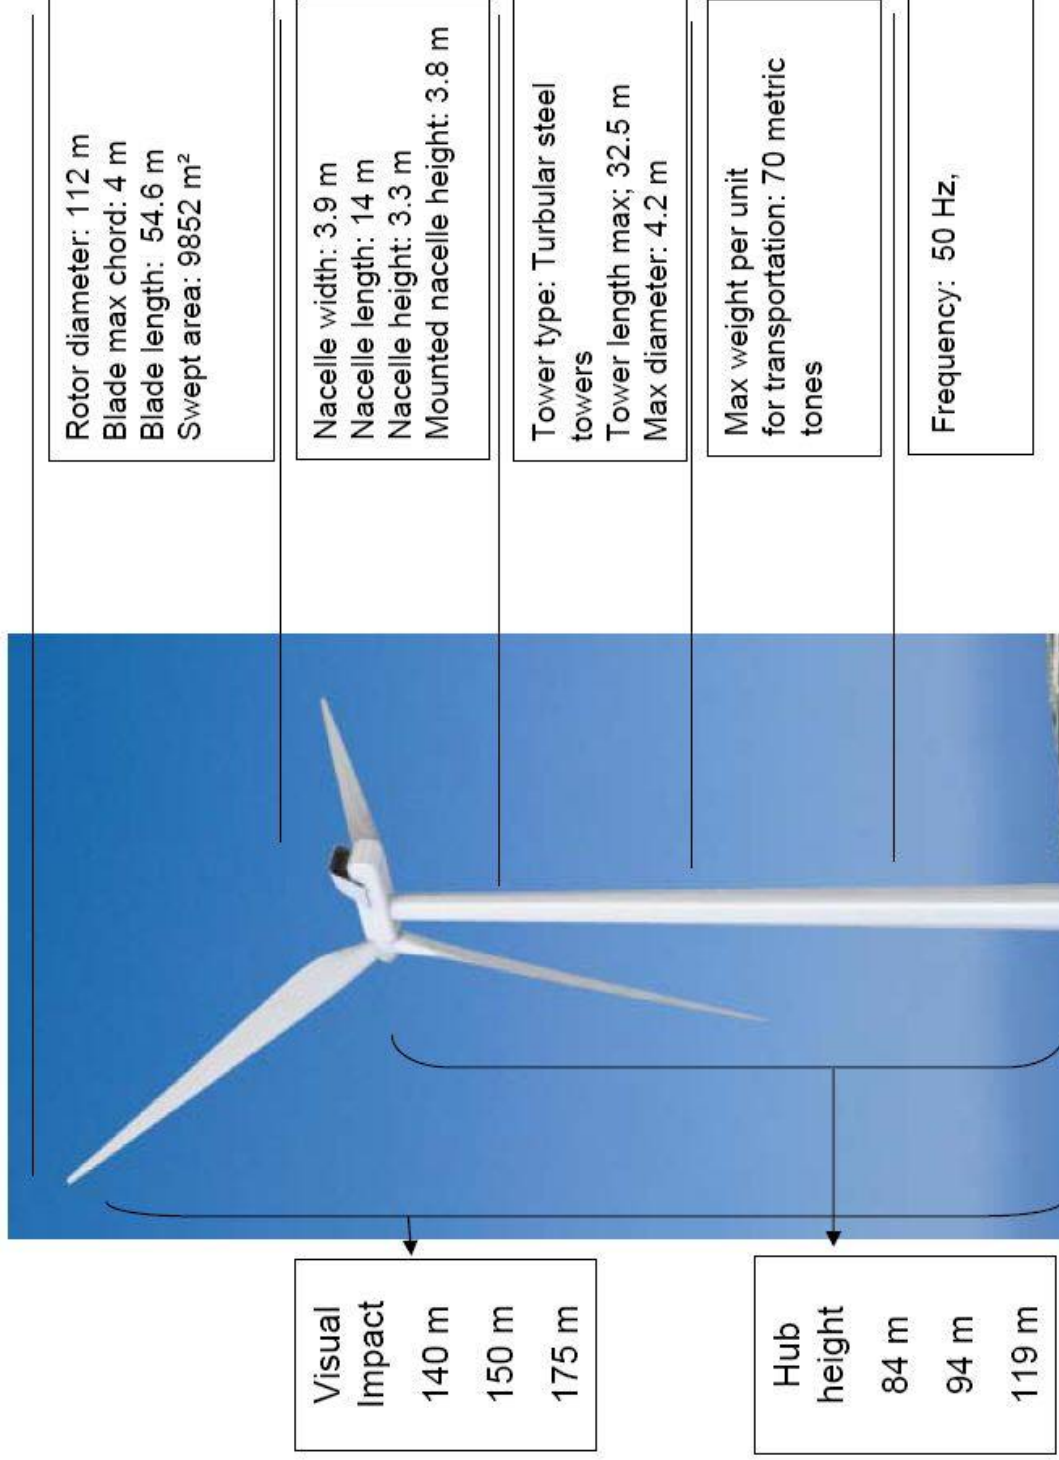 Rotor diameter: 112 m
Blade max chord: 4 m
Blade length: 54.6 m
Swept area: 9852 m²
Nacelle width: 3.9 m
Nacelle length: 14 m
Nacelle height: 3.3 m
Mounted nacelle height: 3.8 m
Tower type: Turbular steel
towers
Tower length max; 32.5 m
Max diameter: 4.2 m
Max weight per unit
for transportation: 70 metric
tones
Frequency: 50 Hz,
Visual
Impact
140 m
150 m
175 m
Hub
height
84 m
94 m
119 m